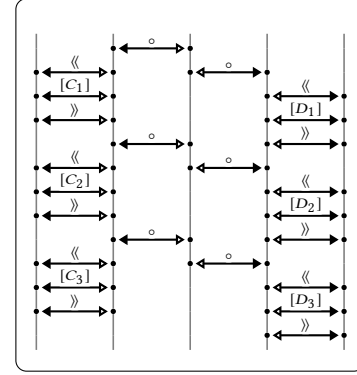 ∘
⟪ ∘
[C₁] ⟪
⟫ [D₁]
∘ ⟫
⟪ ∘
[C₂] ⟪
⟫ [D₂]
∘ ⟫
⟪ ∘
[C₃] ⟪
⟫ [D₃]
⟫